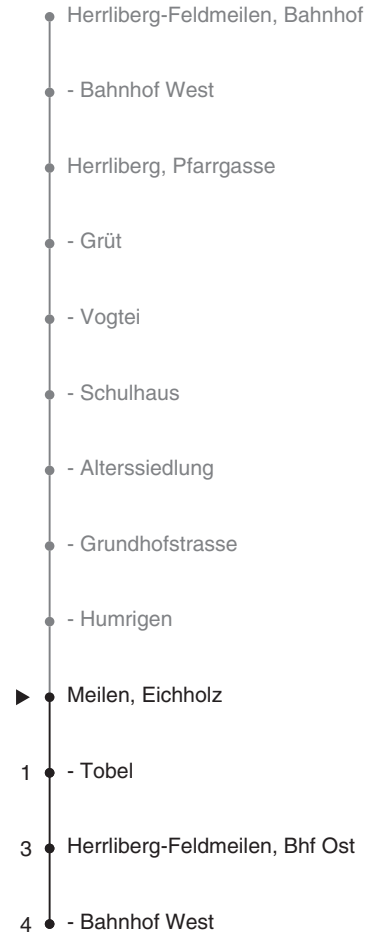 Herrliberg-Feldmeilen, Bahnhof
- Bahnhof West
Herrliberg, Pfarrgasse
- Grüt
- Vogtei
- Schulhaus
- Alterssiedlung
- Grundhofstrasse
- Humrigen
Meilen, Eichholz
1 - Tobel
3 Herrliberg-Feldmeilen, Bhf Ost
4 - Bahnhof West